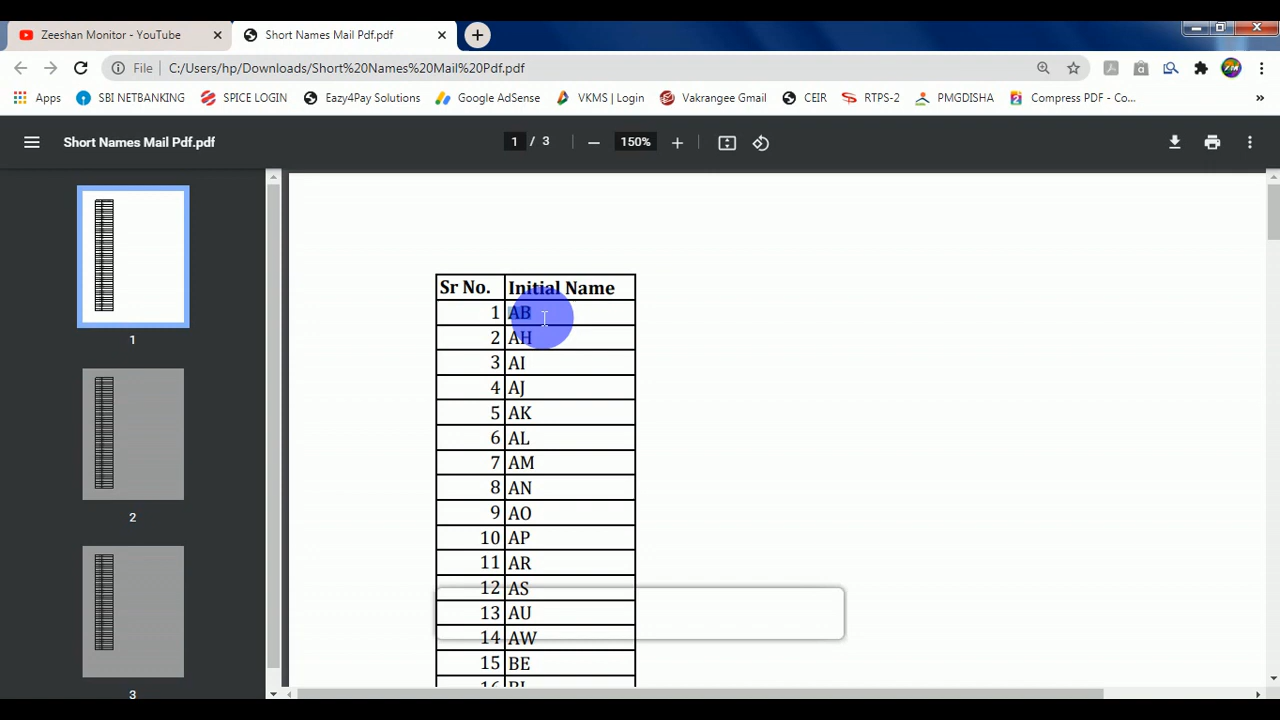 Zeeshan Monitor - YouTube
Short Names Mail Pdf.pdf
File C:/Users/hp/Downloads/Short%20Names%20Mail%20Pdf.pdf
Apps SBI NETBANKING SPICE LOGIN Eazy4Pay Solutions Google AdSense VKMS | Login Vakrangee Gmail CEIR RTPS-2 PMGDISHA Compress PDF - Co... »
Short Names Mail Pdf.pdf 1 / 3 150%
1
2
3
Sr No. Initial Name
1 AB
2 AH
3 AI
4 AJ
5 AK
6 AL
7 AM
8 AN
9 AO
10 AP
11 AR
12 AS
13 AU
14 AW
15 BE